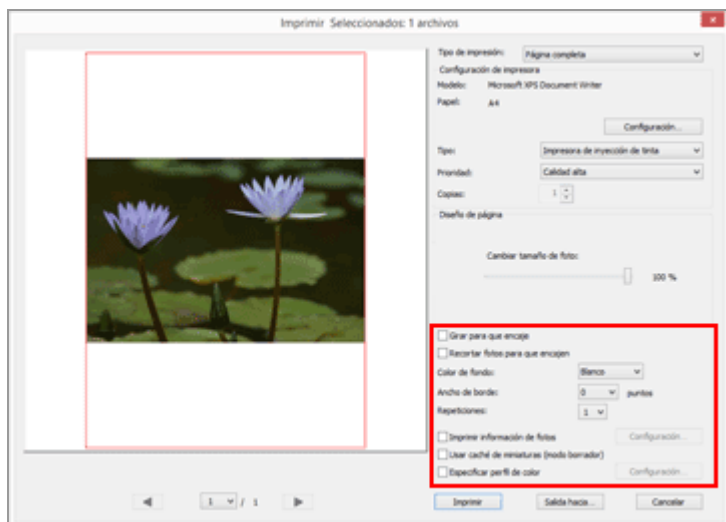 Imprimir Seleccionados: 1 archivos
Tipo de impresión: Página completa
Configuración de impresora
Modelo: Microsoft XPS Document Writer
Papel: A4
Configuración...
Tipo: Impresora de inyección de tinta
Prioridad: Calidad alta
Copias: 1
Diseño de página
Cambiar tamaño de foto:
100 %
Girar para que encaje
Recortar fotos para que encajen
Color de fondo: Blanco
Ancho de borde: 0 puntos
Repeticiones: 1
Imprimir información de fotos Configuración...
Usar caché de miniaturas (modo borrador)
Especificar perfil de color Configuración...
1 / 1 Imprimir Salida hacia... Cancelar